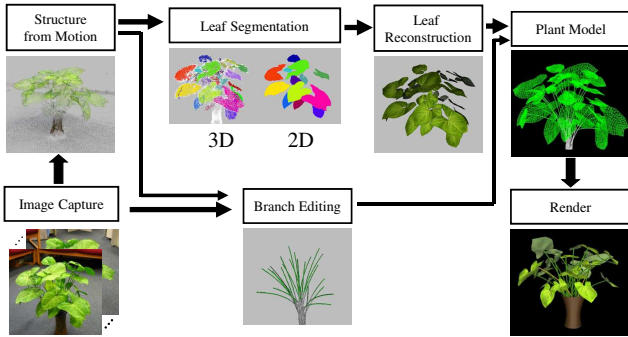 Structure
from Motion
Leaf Segmentation
Leaf
Reconstruction
Plant Model
3D
2D
Image Capture
Branch Editing
Render